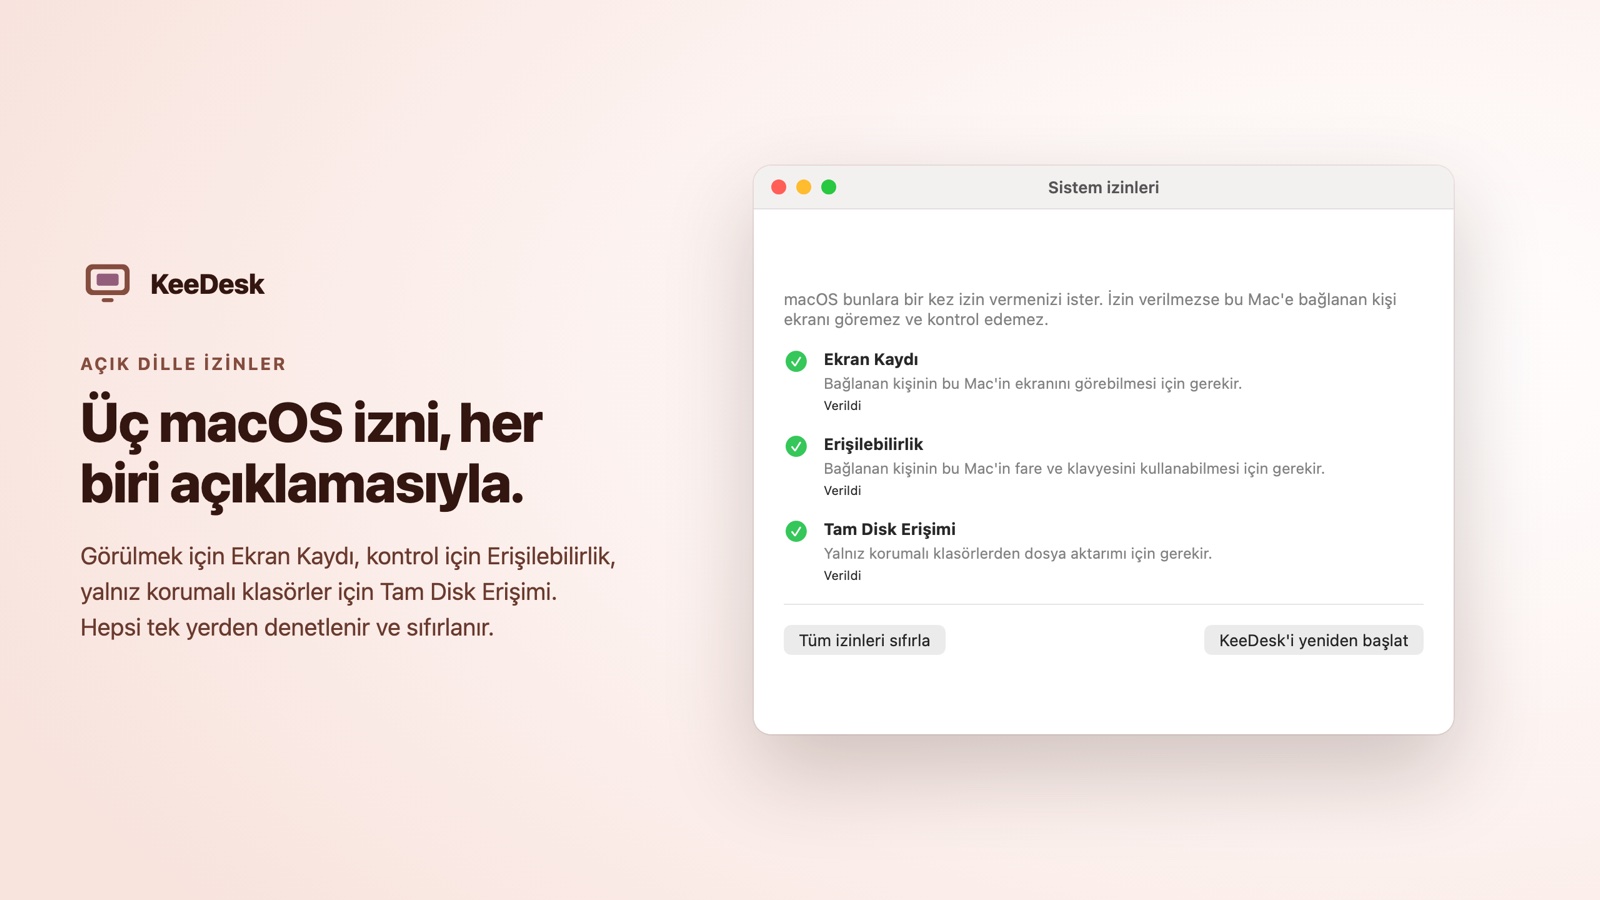 KeeDesk
AÇIK DİLLE İZİNLER
Üç macOS izni, her
biri açıklamasıyla.
Görülmek için Ekran Kaydı, kontrol için Erişilebilirlik,
yalnız korumalı klasörler için Tam Disk Erişimi.
Hepsi tek yerden denetlenir ve sıfırlanır.
Sistem izinleri
macOS bunlara bir kez izin vermenizi ister. İzin verilmezse bu Mac'e bağlanan kişi
ekranı göremez ve kontrol edemez.
Ekran Kaydı
Bağlanan kişinin bu Mac'in ekranını görebilmesi için gerekir.
Verildi
Erişilebilirlik
Bağlanan kişinin bu Mac'in fare ve klavyesini kullanabilmesi için gerekir.
Verildi
Tam Disk Erişimi
Yalnız korumalı klasörlerden dosya aktarımı için gerekir.
Verildi
Tüm izinleri sıfırla
KeeDesk'i yeniden başlat